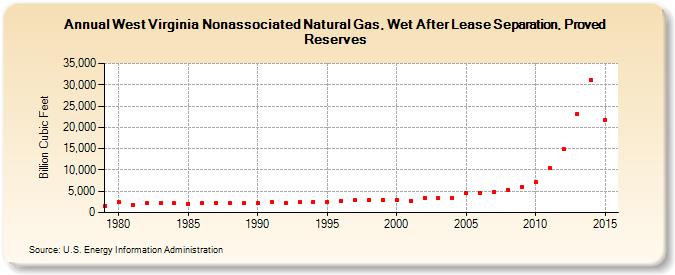 Annual West Virginia Nonassociated Natural Gas, Wet After Lease Separation, Proved
Reserves
Billion Cubic Feet
35,000
30,000
25,000
20,000
15,000
10,000
5,000
0
1980 1985 1990 1995 2000 2005 2010 2015
Source: U.S. Energy Information Administration